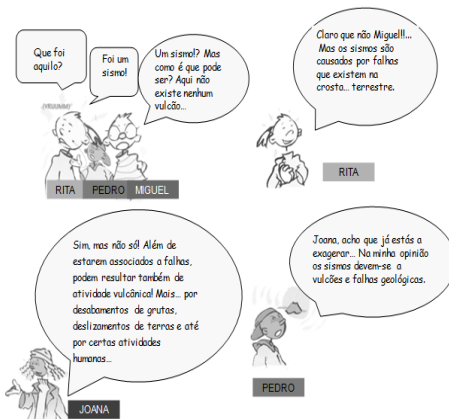 Que foi
aquilo?
Foi um
sismo!
Um sismo!? Mas
como é que pode
ser? Aqui não
existe nenhum
vulcão...
RITA
PEDRO
MIGUEL
Claro que não Miguel!!...
Mas os sismos são
causados por falhas
que existem na
crosta... terrestre.
RITA
Sim, mas não só! Além de
estarem associados a falhas,
podem resultar também de
atividade vulcânica! Mais... por
desabamentos de grutas,
deslizamentos de terras e até
por certas atividades
humanas...
JOANA
Joana, acho que já estás a
exagerar... Na minha opinião
os sismos devem-se a
vulcões e falhas geológicas.
PEDRO